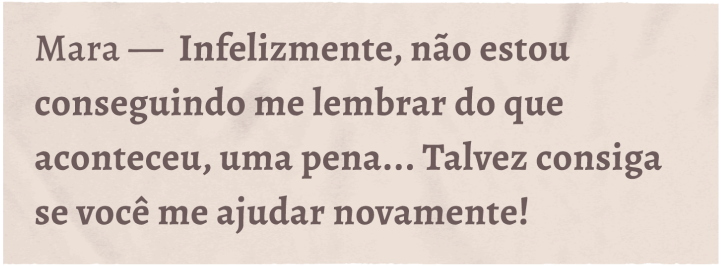 Mara — Infelizmente, não estou
conseguindo me lembrar do que
aconteceu, uma pena... Talvez consiga
se você me ajudar novamente!